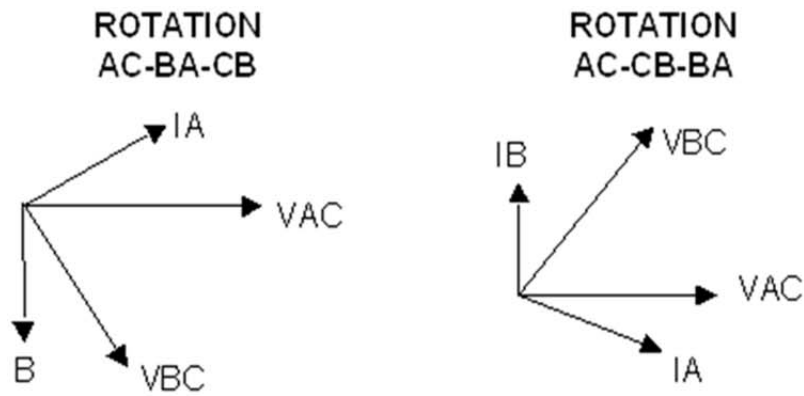 ROTATION
AC-BA-CB
IA
VAC
B
VBC
ROTATION
AC-CB-BA
IB
VBC
VAC
IA